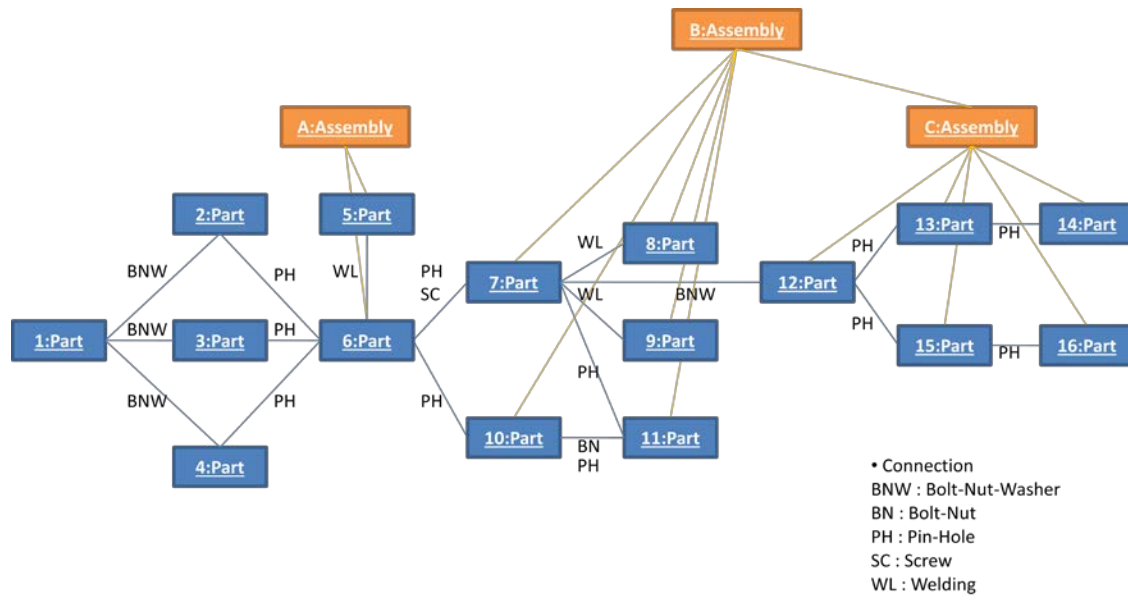 B:Assembly
A:Assembly
C:Assembly
2:Part
5:Part
13:Part
14:Part
8:Part
WL
PH
PH
BNW
PH
WL
PH
SC
7:Part
12:Part
WL
BNW
PH
1:Part
BNW
3:Part
PH
6:Part
9:Part
15:Part
16:Part
PH
BNW
PH
PH
PH
4:Part
10:Part
11:Part
BN
PH
• Connection
BNW : Bolt-Nut-Washer
BN : Bolt-Nut
PH : Pin-Hole
SC : Screw
WL : Welding